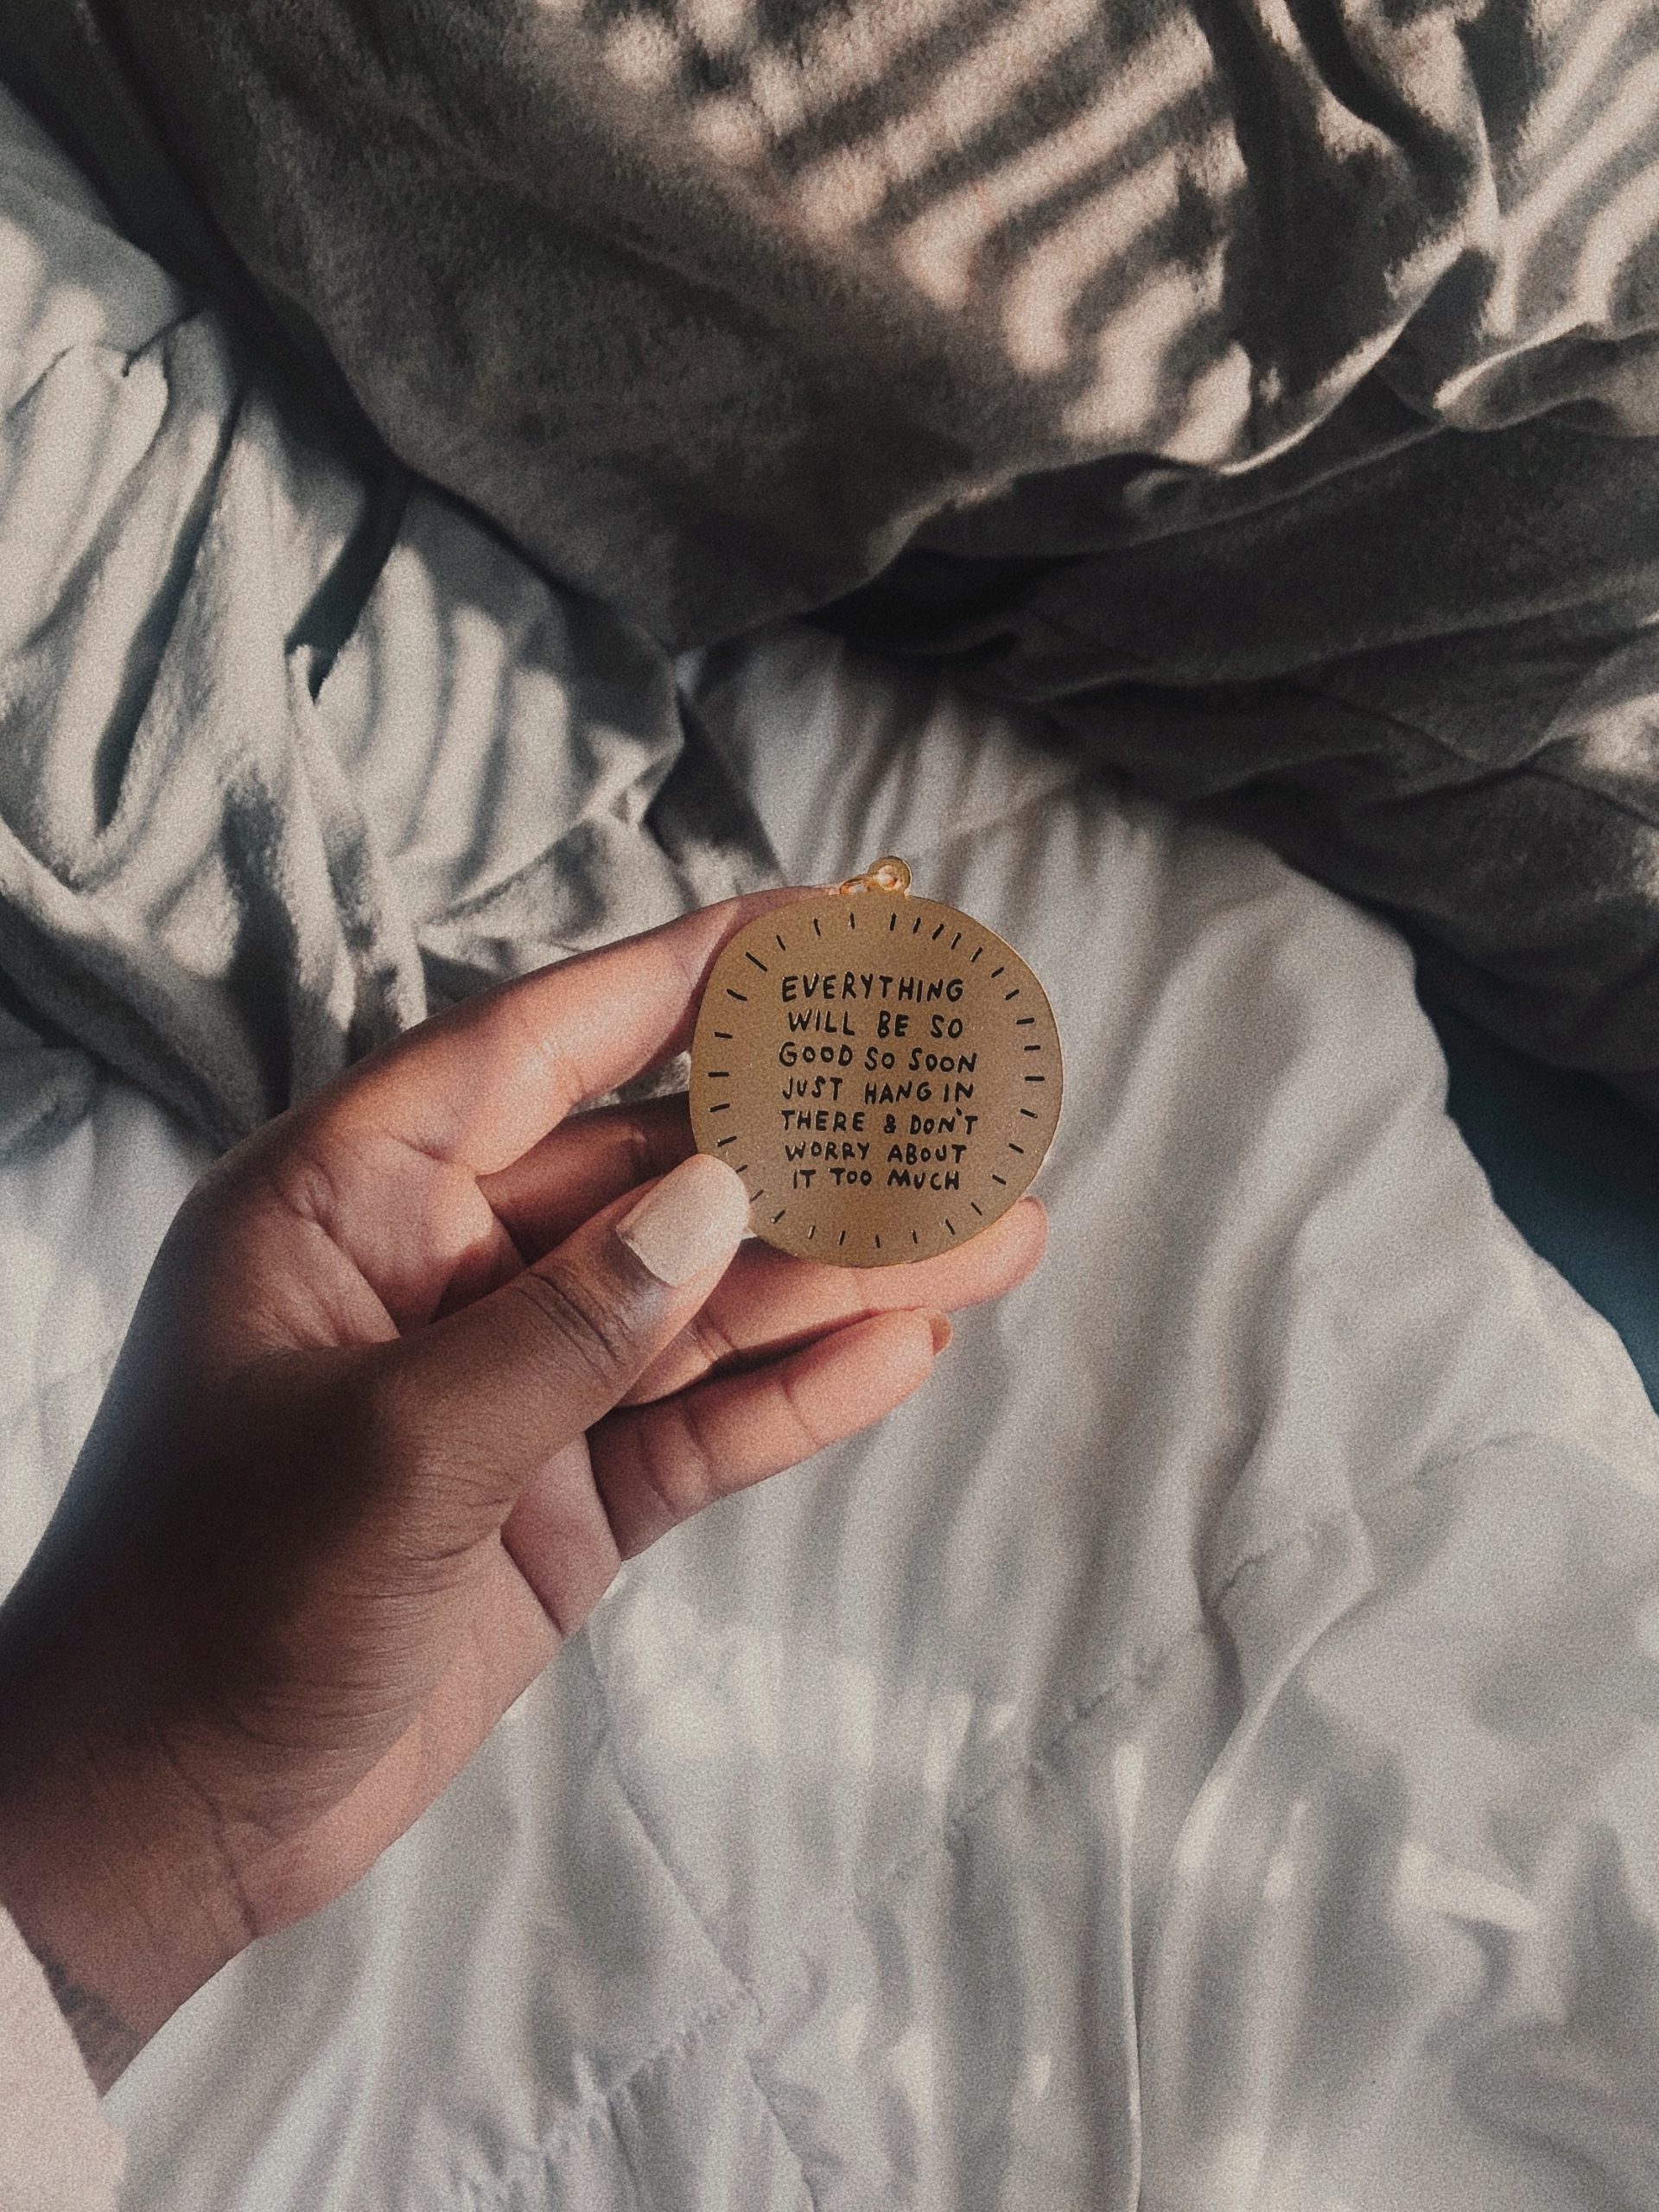 EVERYTHING
WILL BE SO
GOOD SO SOON
JUST HANG IN
THERE & DON'T
WORRY ABOUT
IT TOO MUCH